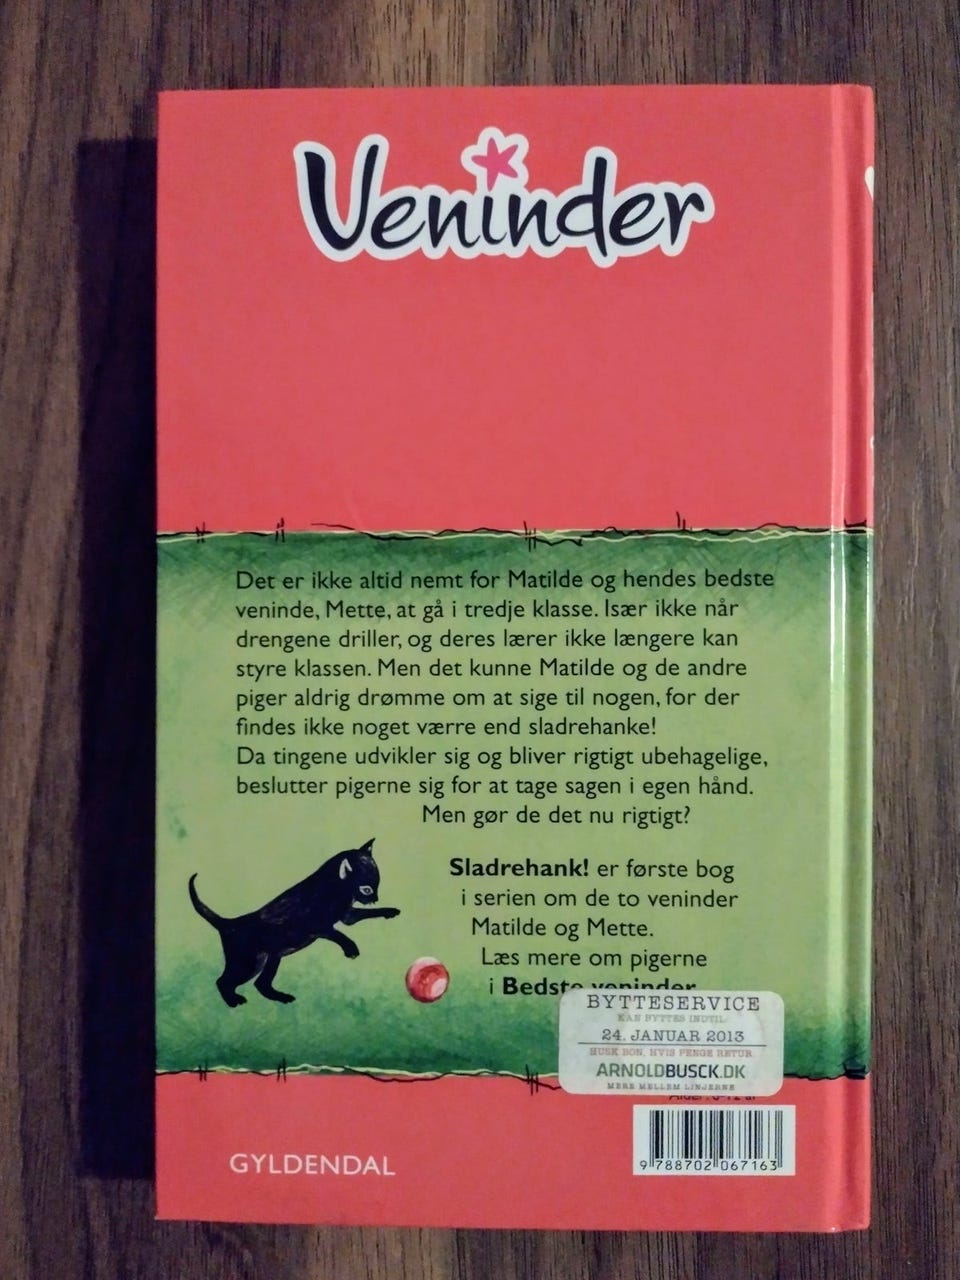 Veninder
Det er ikke altid nemt for Matilde og hendes bedste
veninde, Mette, at gå i tredje klasse. Især ikke når
drengene driller, og deres lærer ikke længere kan
styre klassen. Men det kunne Matilde og de andre
piger aldrig drømme om at sige til nogen, for der
findes ikke noget værre end sladrehanke!
Da tingene udvikler sig og bliver rigtigt ubehagelige,
beslutter pigerne sig for at tage sagen i egen hånd.
Men gør de det nu rigtigt?
Sladrehank! er første bog
i serien om de to veninder
Matilde og Mette.
Læs mere om pigerne
i Bedste veninder
BYTTESERVICE
KAN BYTTES INDTIL
24. JANUAR 2013
HUSK BON, HVIS PENGE RETUR
ARNOLDBUSCK.DK
MERE MELLEM LINJERNE
GYLDENDAL
9 788702 067163